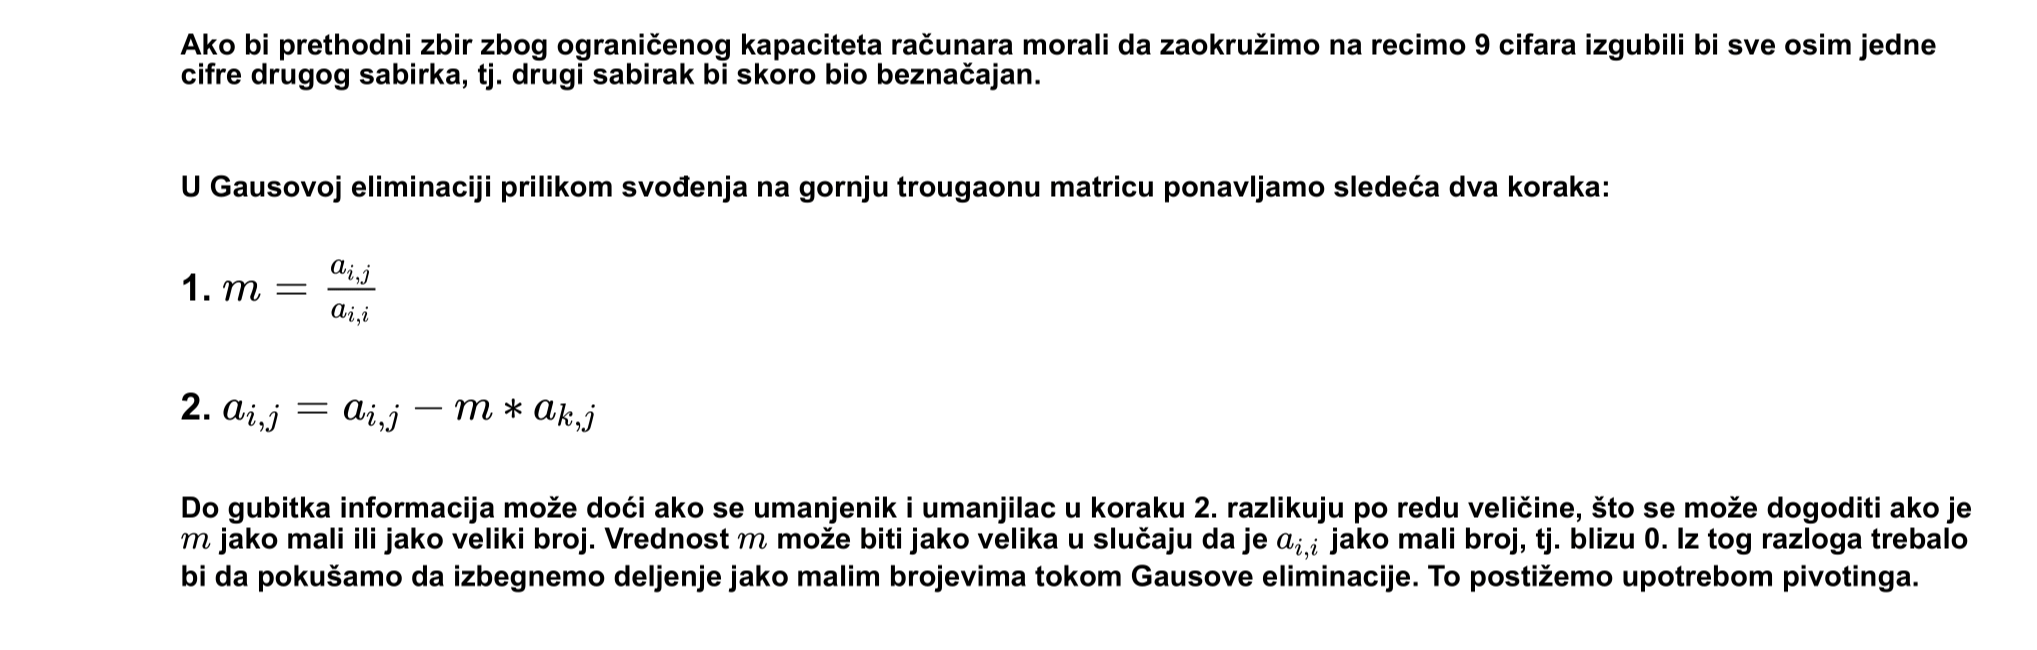 Ako bi prethodni zbir zbog ograničenog kapaciteta računara morali da zaokružimo na recimo 9 cifara izgubili bi sve osim jedne
cifre drugog sabirka, tj. drugi sabirak bi skoro bio beznačajan.
U Gausovoj eliminaciji prilikom svođenja na gornju trougaonu matricu ponavljamo sledeća dva koraka:
1. $m = \frac{a_{i,j}}{a_{i,i}}$
2. $a_{i,j} = a_{i,j} - m * a_{k,j}$
Do gubitka informacija može doći ako se umanjenik i umanjilac u koraku 2. razlikuju po redu veličine, što se može dogoditi ako je
$m$ jako mali ili jako veliki broj. Vrednost $m$ može biti jako velika u slučaju da je $a_{i,i}$ jako mali broj, tj. blizu 0. Iz tog razloga trebalo
bi da pokušamo da izbegnemo deljenje jako malim brojevima tokom Gausove eliminacije. To postižemo upotrebom pivotinga.